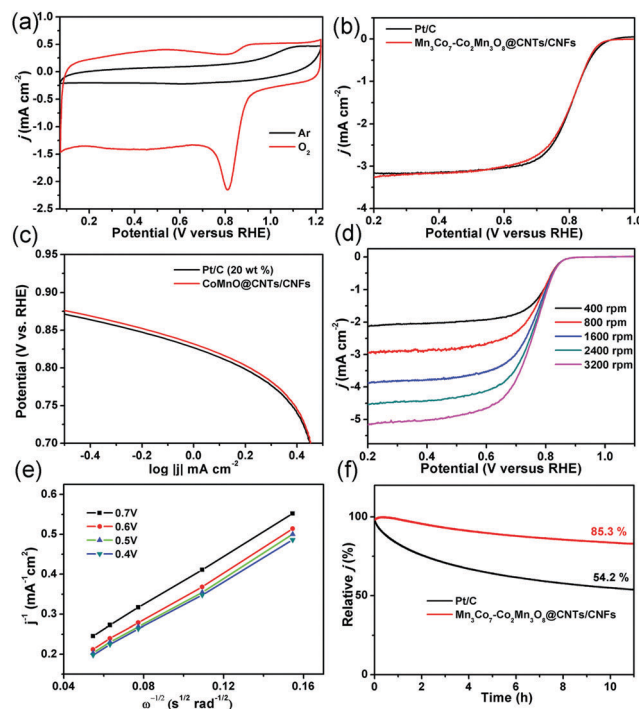 (a)
j (mA cm⁻²)
1.0
0.5
0.0
-0.5
-1.0
-1.5
-2.0
-2.5
Ar
O₂
0.2 0.4 0.6 0.8 1.0 1.2
Potential (V versus RHE)
(b)
j (mA cm⁻²)
0
-1
-2
-3
-4
Pt/C
Mn₃Co₇-Co₂Mn₃O₈@CNTs/CNFs
0.2 0.4 0.6 0.8 1.0
Potential (V versus RHE)
(c)
Potential (V vs. RHE)
0.95
0.90
0.85
0.80
0.75
0.70
Pt/C (20 wt %)
CoMnO@CNTs/CNFs
-0.4 -0.2 0.0 0.2 0.4
log |j| mA cm⁻²
(d)
j (mA cm⁻²)
0
-1
-2
-3
-4
-5
400 rpm
800 rpm
1600 rpm
2400 rpm
3200 rpm
0.2 0.4 0.6 0.8 1.0
Potential (V versus RHE)
(e)
j⁻¹ (mA⁻¹ cm²)
0.6
0.5
0.4
0.3
0.2
0.7V
0.6V
0.5V
0.4V
0.04 0.08 0.12 0.16
ω⁻¹/² (s¹/² rad⁻¹/²)
(f)
Relative j (%)
100
75
50
25
0
85.3 %
54.2 %
Pt/C
Mn₃Co₇-Co₂Mn₃O₈@CNTs/CNFs
0 2 4 6 8 10
Time (h)